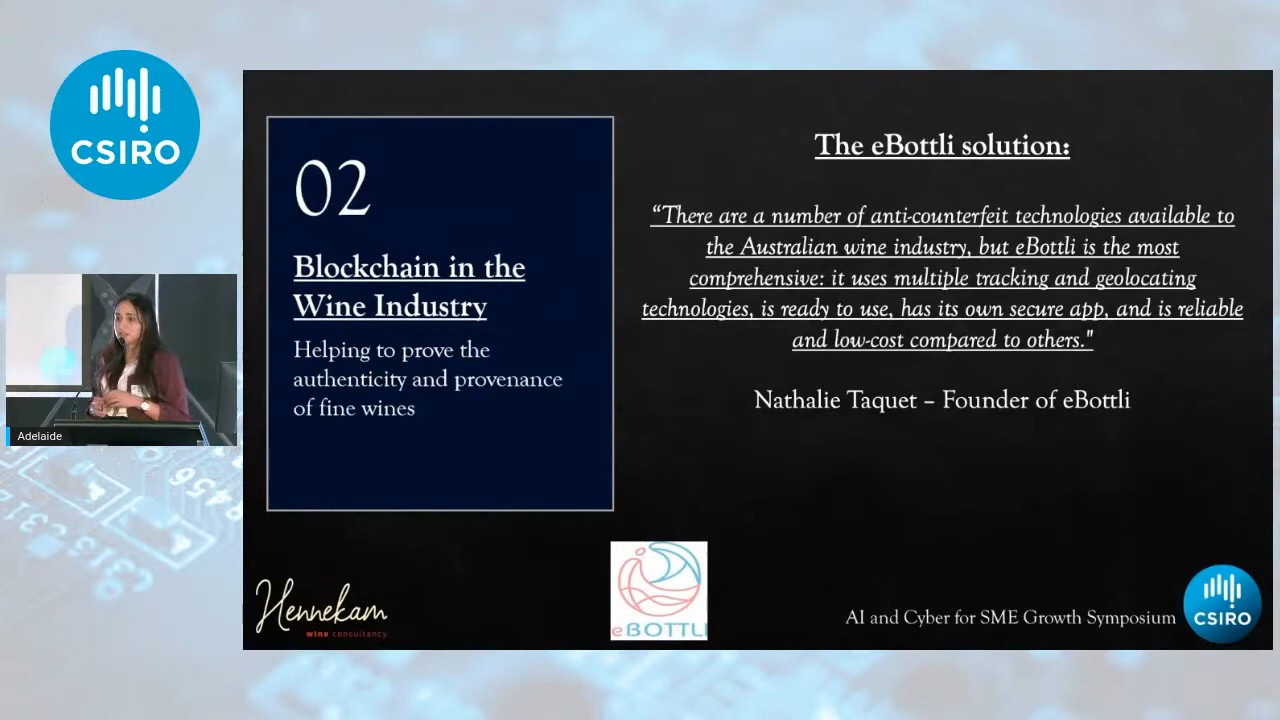 CSIRO
02
Blockchain in the
Wine Industry
Helping to prove the
authenticity and provenance
of fine wines
The eBottli solution:
“There are a number of anti-counterfeit technologies available to
the Australian wine industry, but eBottli is the most
comprehensive: it uses multiple tracking and geolocating
technologies, is ready to use, has its own secure app, and is reliable
and low-cost compared to others."
Nathalie Taquet – Founder of eBottli
Adelaide
Hennekam
wine consultancy
eBOTTLI
AI and Cyber for SME Growth Symposium
CSIRO